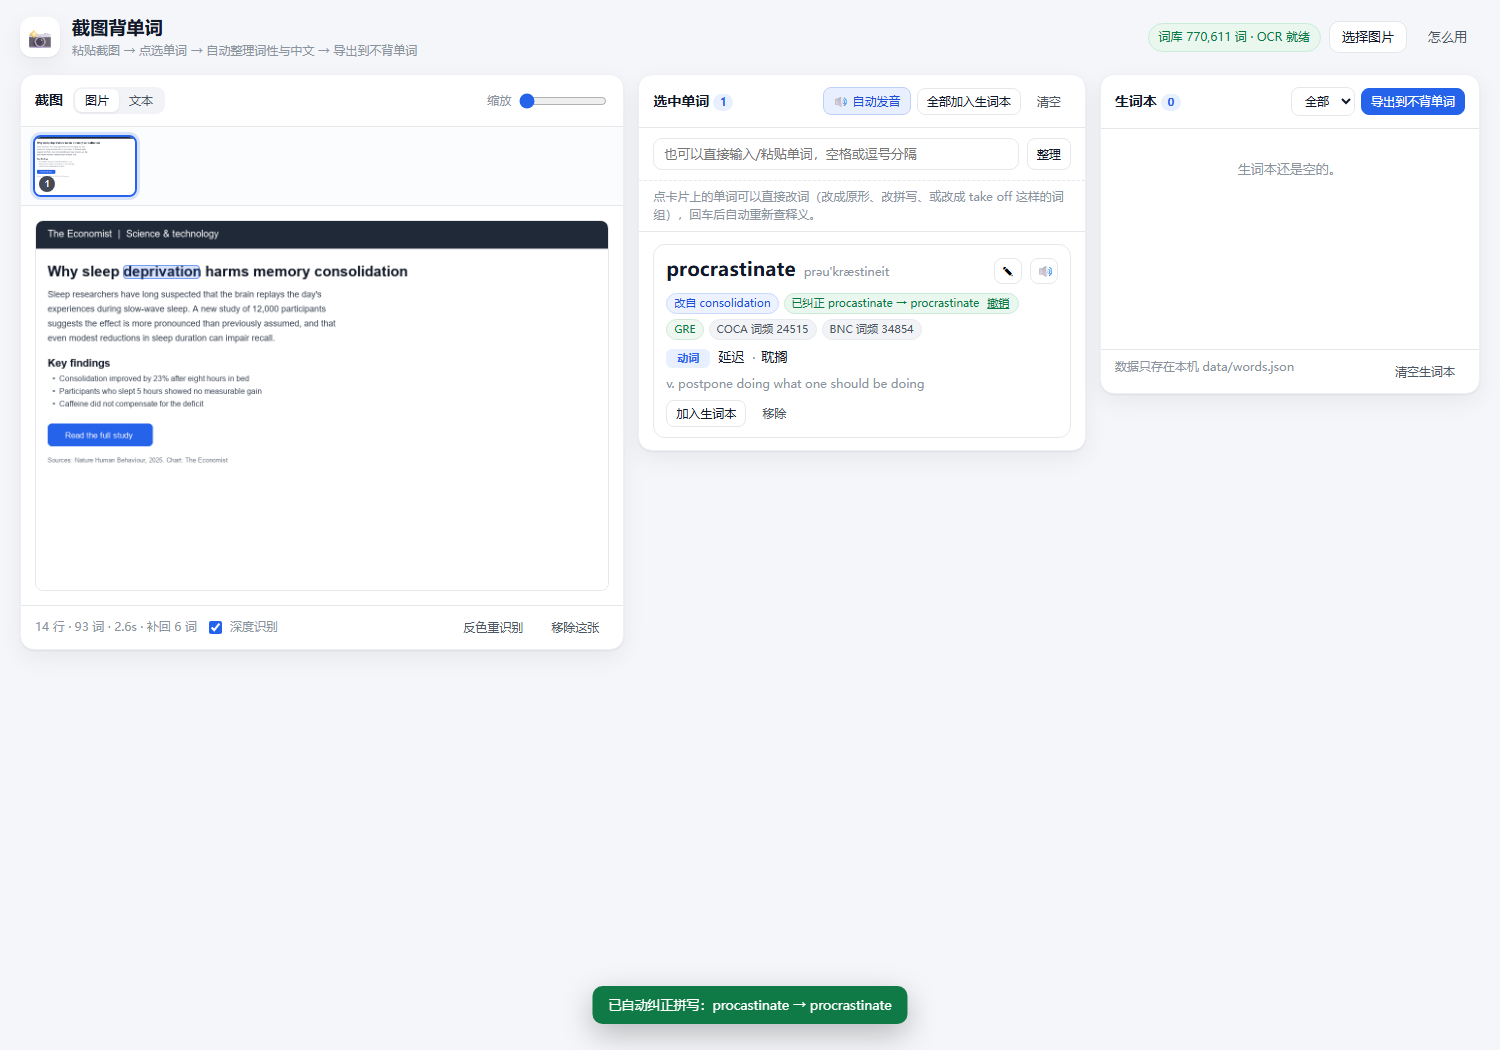 截图背单词
粘贴截图 → 点选单词 → 自动整理词性与中文 → 导出到不背单词
词库 770,611 词 · OCR 就绪
选择图片
怎么用
截图
图片
文本
缩放
1
The Economist | Science & technology
Why sleep deprivation harms memory consolidation
Sleep researchers have long suspected that the brain replays the day's
experiences during slow-wave sleep. A new study of 12,000 participants
suggests the effect is more pronounced than previously assumed, and that
even modest reductions in sleep duration can impair recall.
Key findings
• Consolidation improved by 23% after eight hours in bed
• Participants who slept 5 hours showed no measurable gain
• Caffeine did not compensate for the deficit
Read the full study
Sources: Nature Human Behaviour, 2025. Chart: The Economist
14 行 · 93 词 · 2.6s · 补回 6 词
深度识别
反色重识别
移除这张
选中单词 1
自动发音
全部加入生词本
清空
也可以直接输入/粘贴单词，空格或逗号分隔
整理
点卡片上的单词可以直接改词（改成原形、改拼写、或改成 take off 这样的词
组），回车后自动重新查释义。
procrastinate prəu'kræstineit
改自 consolidation
已纠正 procastinate → procrastinate 撤销
GRE
COCA 词频 24515
BNC 词频 34854
动词 延迟 · 耽搁
v. postpone doing what one should be doing
加入生词本
移除
生词本 0
全部
导出到不背单词
生词本还是空的。
数据只存在本机 data/words.json
清空生词本
已自动纠正拼写：procastinate → procrastinate